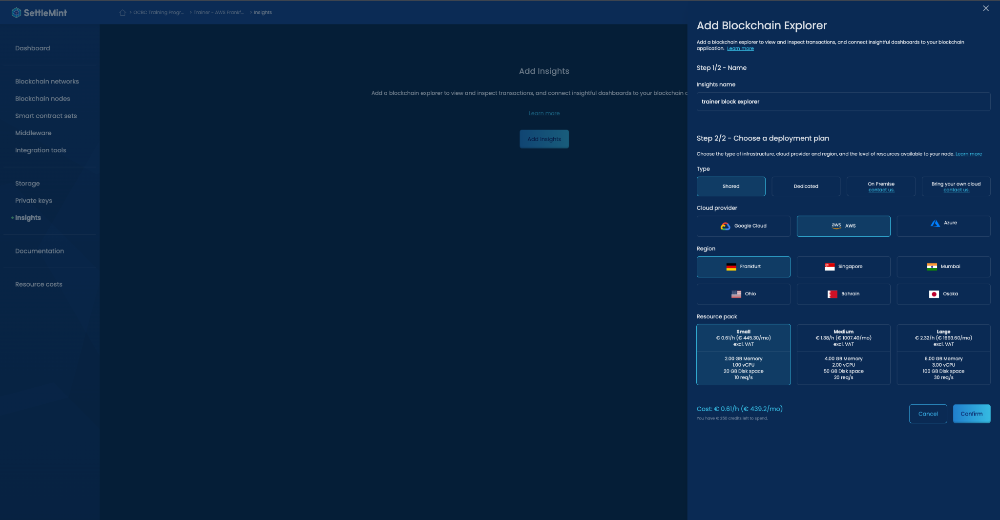 SettleMint
> OCBC Training Progr... > Trainer - AWS Frankf... > Insights
Dashboard
Blockchain networks
Blockchain nodes
Smart contract sets
Middleware
Integration tools
Storage
Private keys
Insights
Documentation
Resource costs
Add Insights
Add a blockchain explorer to view and inspect transactions, and connect insightful dashboards to your blockchain
Learn more
Add Insights
Add Blockchain Explorer
Add a blockchain explorer to view and inspect transactions, and connect insightful dashboards to your blockchain
application. Learn more
Step 1/2 - Name
Insights name
trainer block explorer
Step 2/2 - Choose a deployment plan
Choose the type of infrastructure, cloud provider and region, and the level of resources available to your node. Learn more
Type
Shared
Dedicated
On Premise
contact us.
Bring your own cloud
contact us.
Cloud provider
Google Cloud
aws AWS
Azure
Region
Frankfurt
Singapore
Mumbai
Ohio
Bahrain
Osaka
Resource pack
Small
€ 0.61/h (€ 445.30/mo)
excl. VAT
2.00 GB Memory
1.00 vCPU
20 GB Disk space
10 req/s
Medium
€ 1.38/h (€ 1007.40/mo)
excl. VAT
4.00 GB Memory
2.00 vCPU
50 GB Disk space
20 req/s
Large
€ 2.32/h (€ 1693.60/mo)
excl. VAT
6.00 GB Memory
3.00 vCPU
100 GB Disk space
30 req/s
Cost: € 0.61/h (€ 439.2/mo)
You have € 250 credits left to spend.
Cancel
Confirm